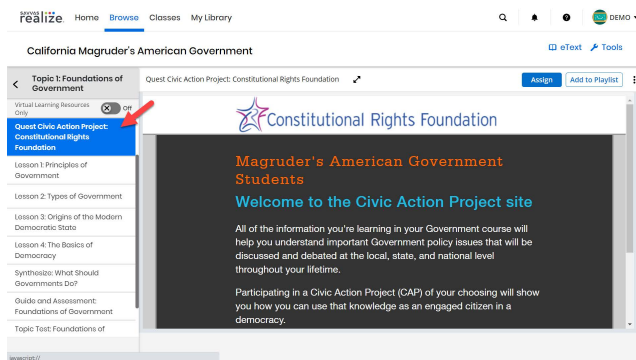 savvas
realize. Home Browse Classes My Library DEMO
California Magruder's American Government
eText Tools
Topic 1: Foundations of
Government
Virtual Learning Resources
Only
Off
Quest Civic Action Project:
Constitutional Rights
Foundation
Lesson 1: Principles of
Government
Lesson 2: Types of Government
Lesson 3: Origins of the Modern
Democratic State
Lesson 4: The Basics of
Democracy
Synthesize: What Should
Governments Do?
Guide and Assessment:
Foundations of Government
Topic Test: Foundations of
Quest Civic Action Project: Constitutional Rights Foundation
Assign
Add to Playlist
Constitutional Rights Foundation
Magruder's American Government
Students
Welcome to the Civic Action Project site
All of the information you're learning in your Government course will
help you understand important Government policy issues that will be
discussed and debated at the local, state, and national level
throughout your lifetime.
Participating in a Civic Action Project (CAP) of your choosing will show
you how you can use that knowledge as an engaged citizen in a
democracy.